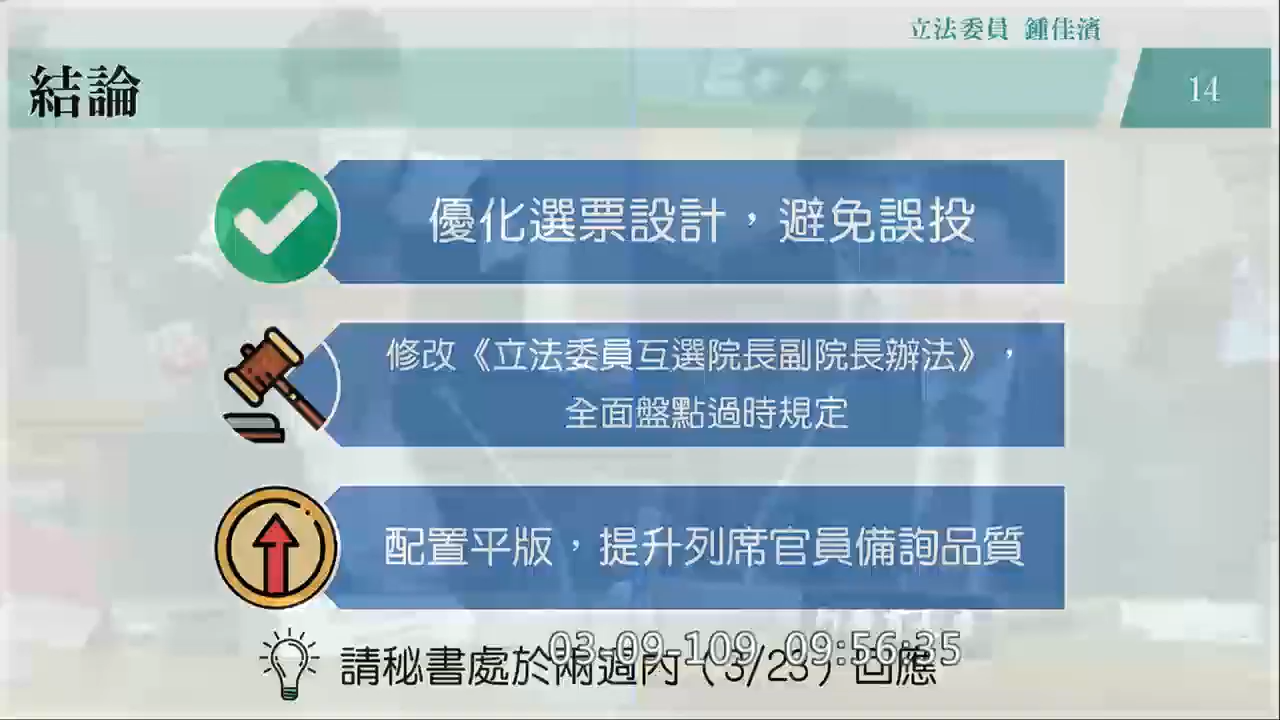 立法委員 鍾佳濱
結論
14
優化選票設計，避免誤投
修改《立法委員互選院長副院長辦法》，
全面盤點過時規定
配置平版，提升列席官員備詢品質
請秘書處於兩週內（3/23）回應
03-09-109 09:56:35